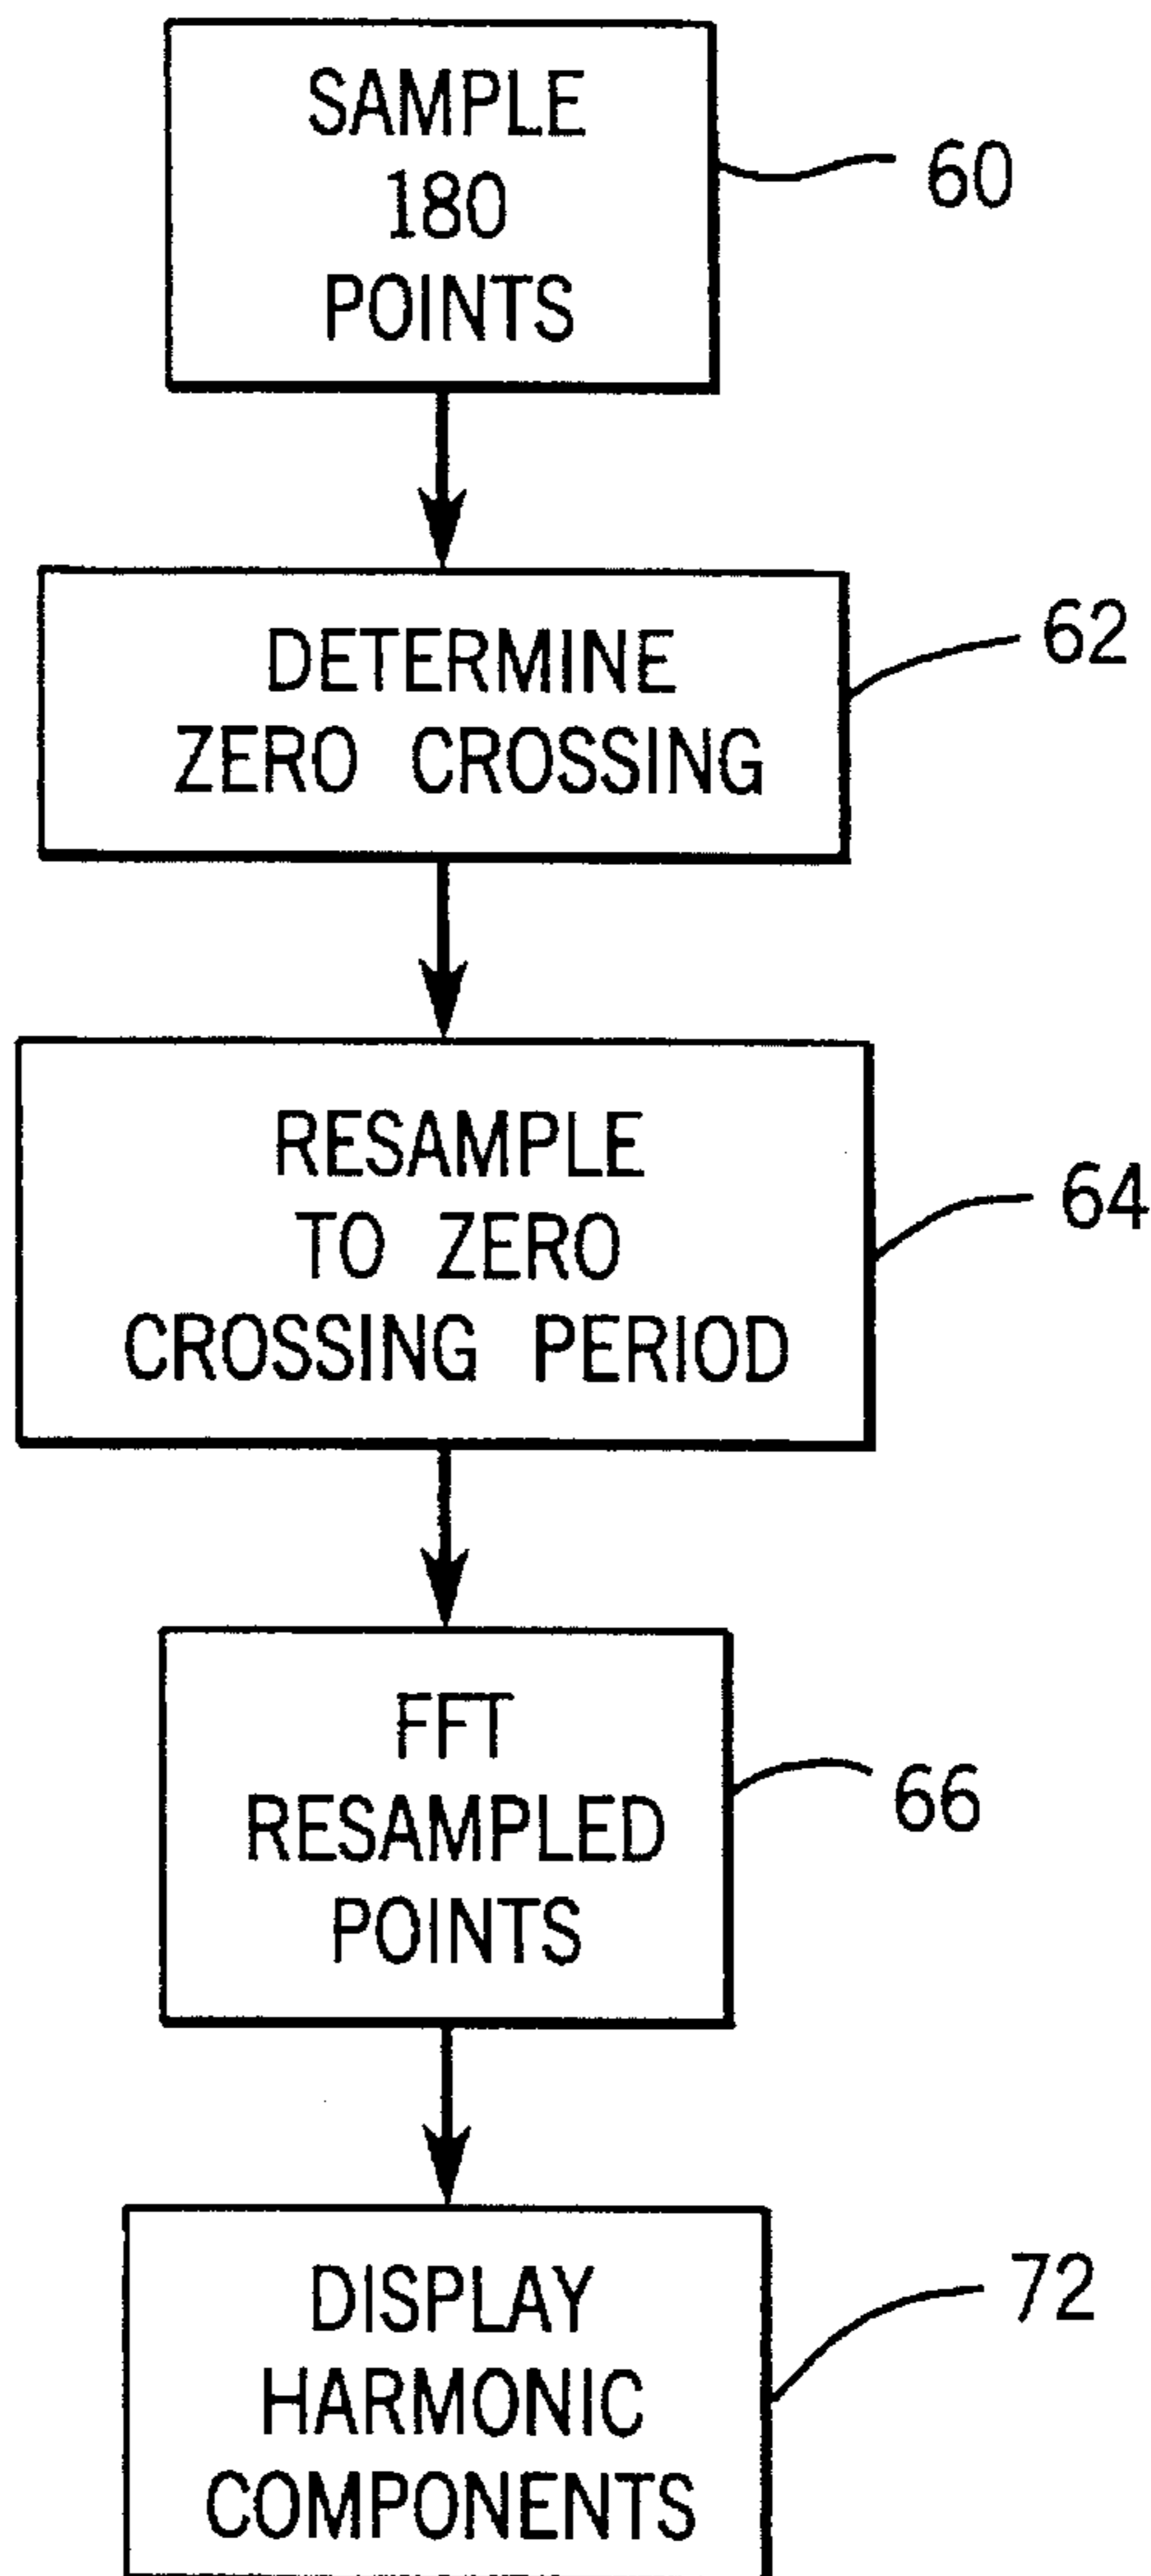 SAMPLE
180
POINTS
60
DETERMINE
ZERO CROSSING
62
RESAMPLE
TO ZERO
CROSSING PERIOD
64
FFT
RESAMPLED
POINTS
66
DISPLAY
HARMONIC
COMPONENTS
72